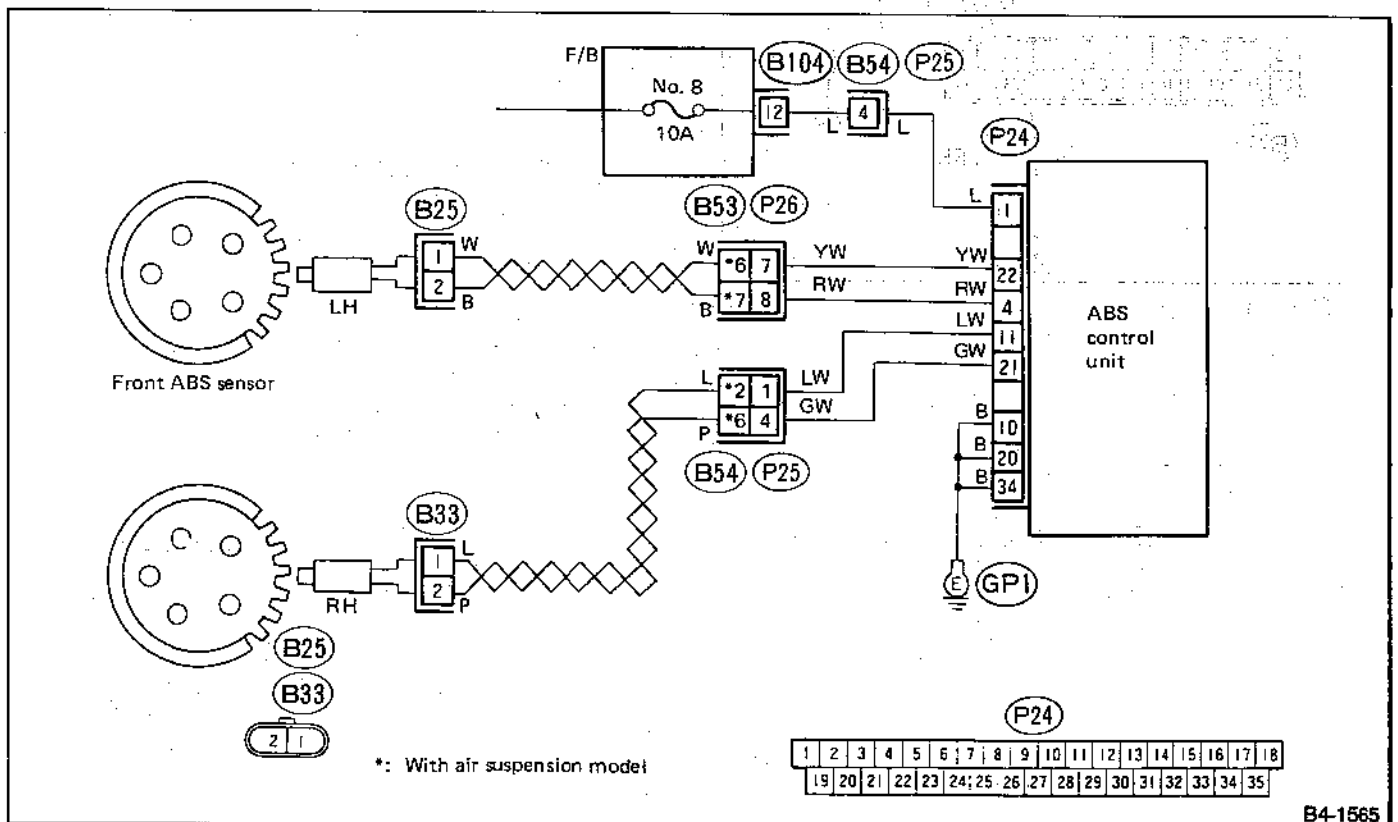 F/B
B104 B54 P25
No. 8
12 4
10A L L
P24
L 1
B25
B53 P26
W W *6 7 YW YW 22
1
2
B B *7 8 RW RW 4
LH
LW 11
GW 21
ABS
control
unit
Front ABS sensor
L *2 1 LW
P *6 4 GW
B54 P25
B 10
B 20
B 34
B33
L 1
2 P
RH
E GP1
B25
B33
2 1
*: With air suspension model
P24
1 2 3 4 5 6 7 8 9 10 11 12 13 14 15 16 17 18
19 20 21 22 23 24 25 26 27 28 29 30 31 32 33 34 35
B4-1565